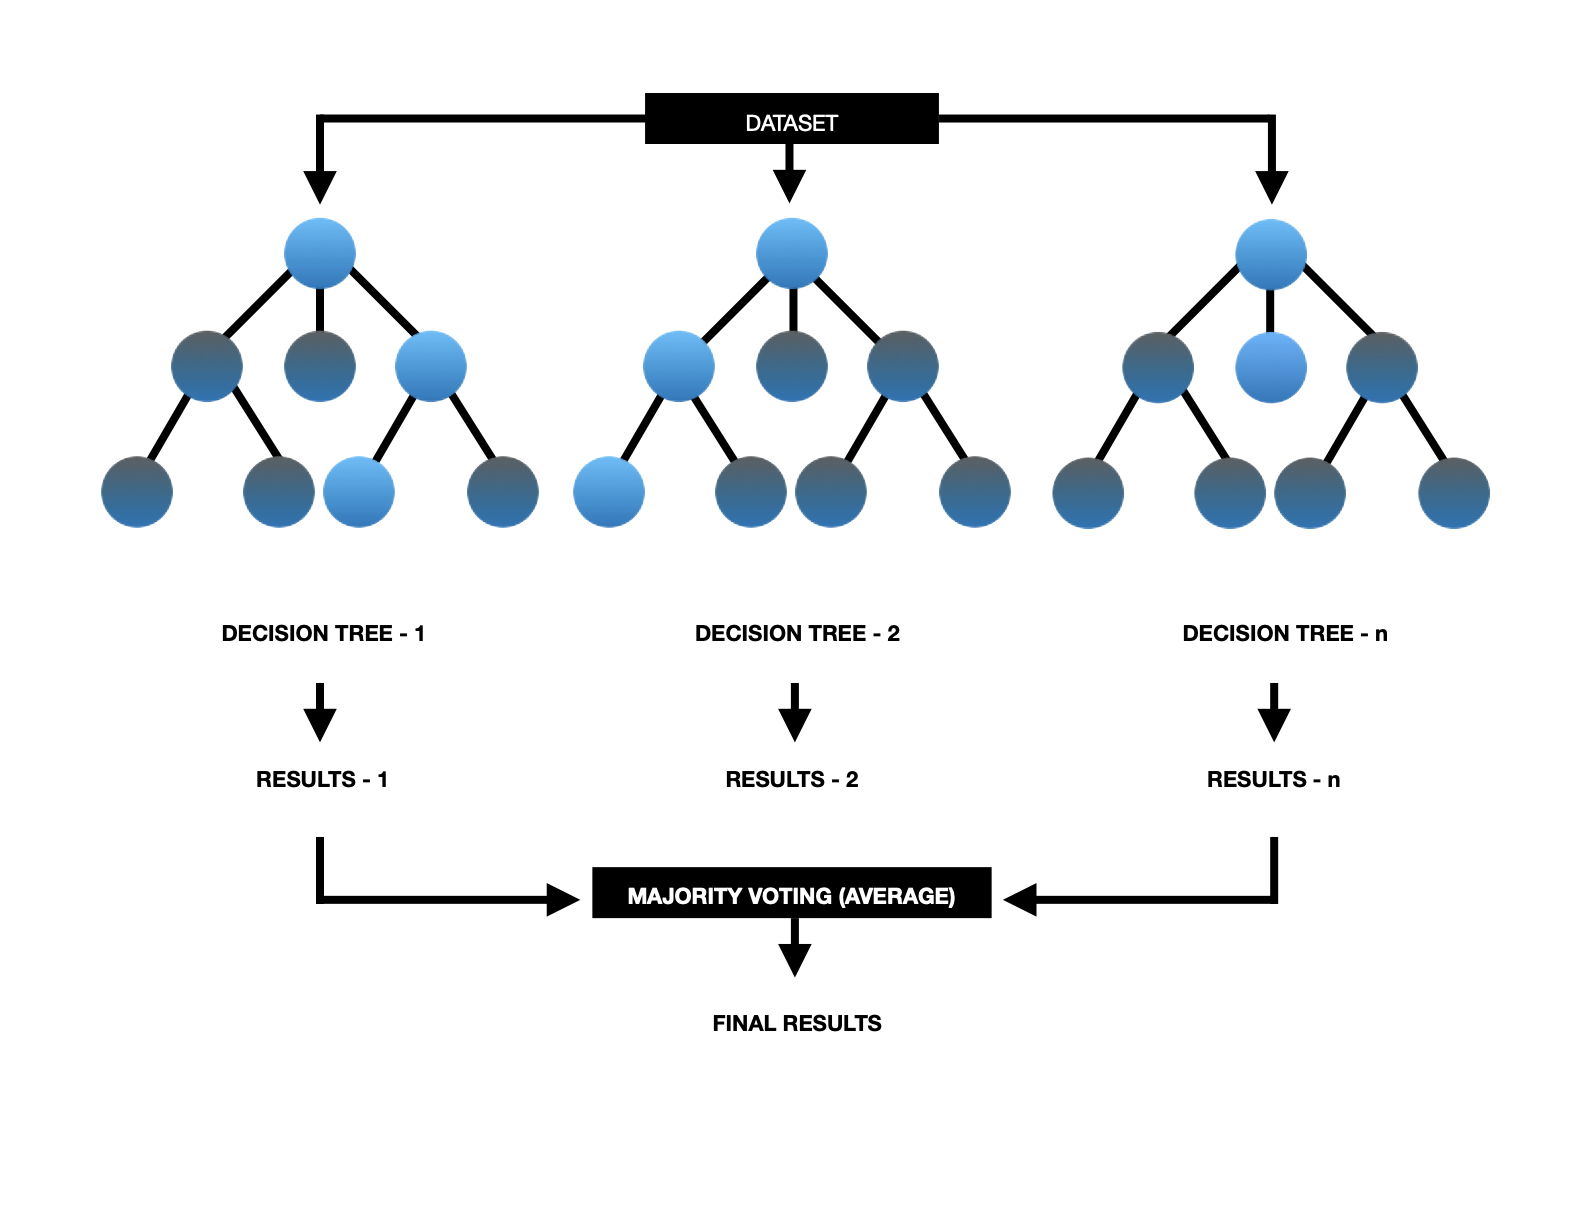 DATASET
DECISION TREE - 1
DECISION TREE - 2
DECISION TREE - n
RESULTS - 1
RESULTS - 2
RESULTS - n
MAJORITY VOTING (AVERAGE)
FINAL RESULTS